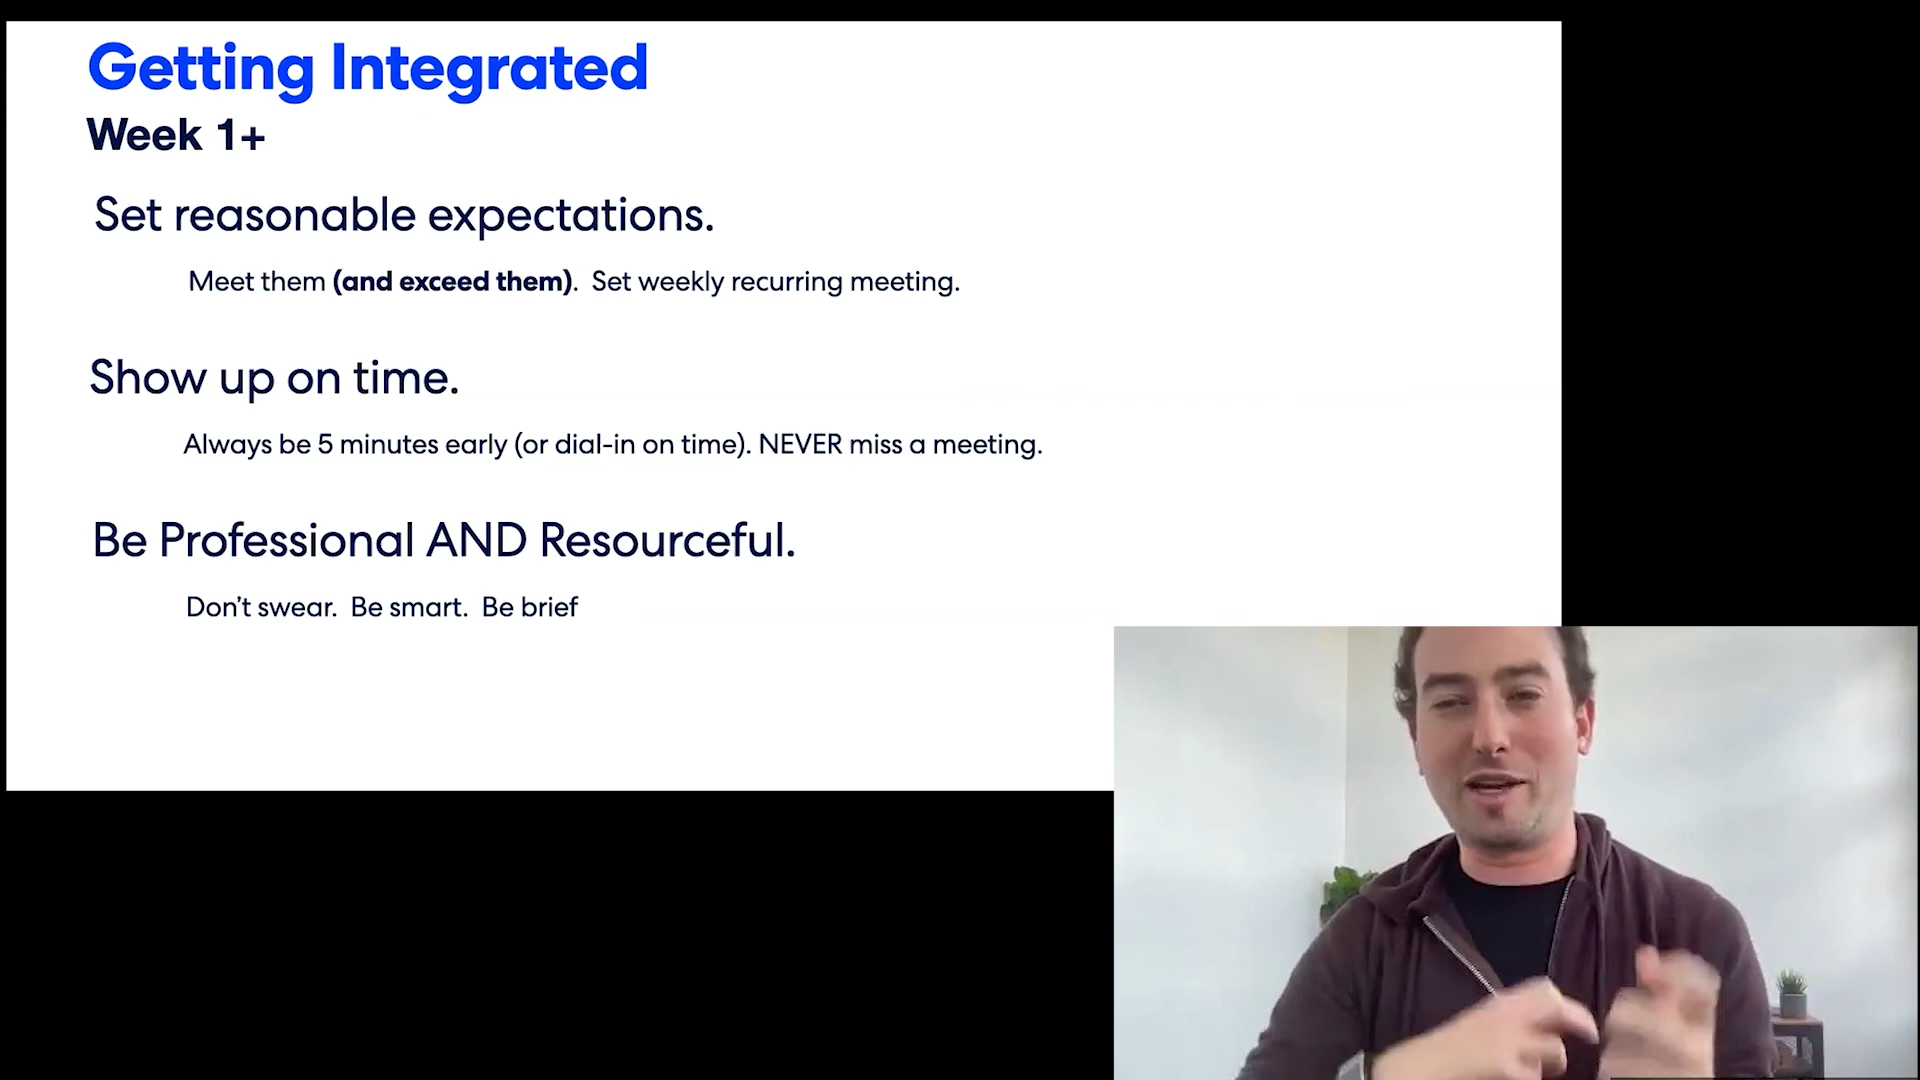 Getting Integrated
Week 1+
Set reasonable expectations.
Meet them (and exceed them).  Set weekly recurring meeting.
Show up on time.
Always be 5 minutes early (or dial-in on time). NEVER miss a meeting.
Be Professional AND Resourceful.
Don’t swear.  Be smart.  Be brief